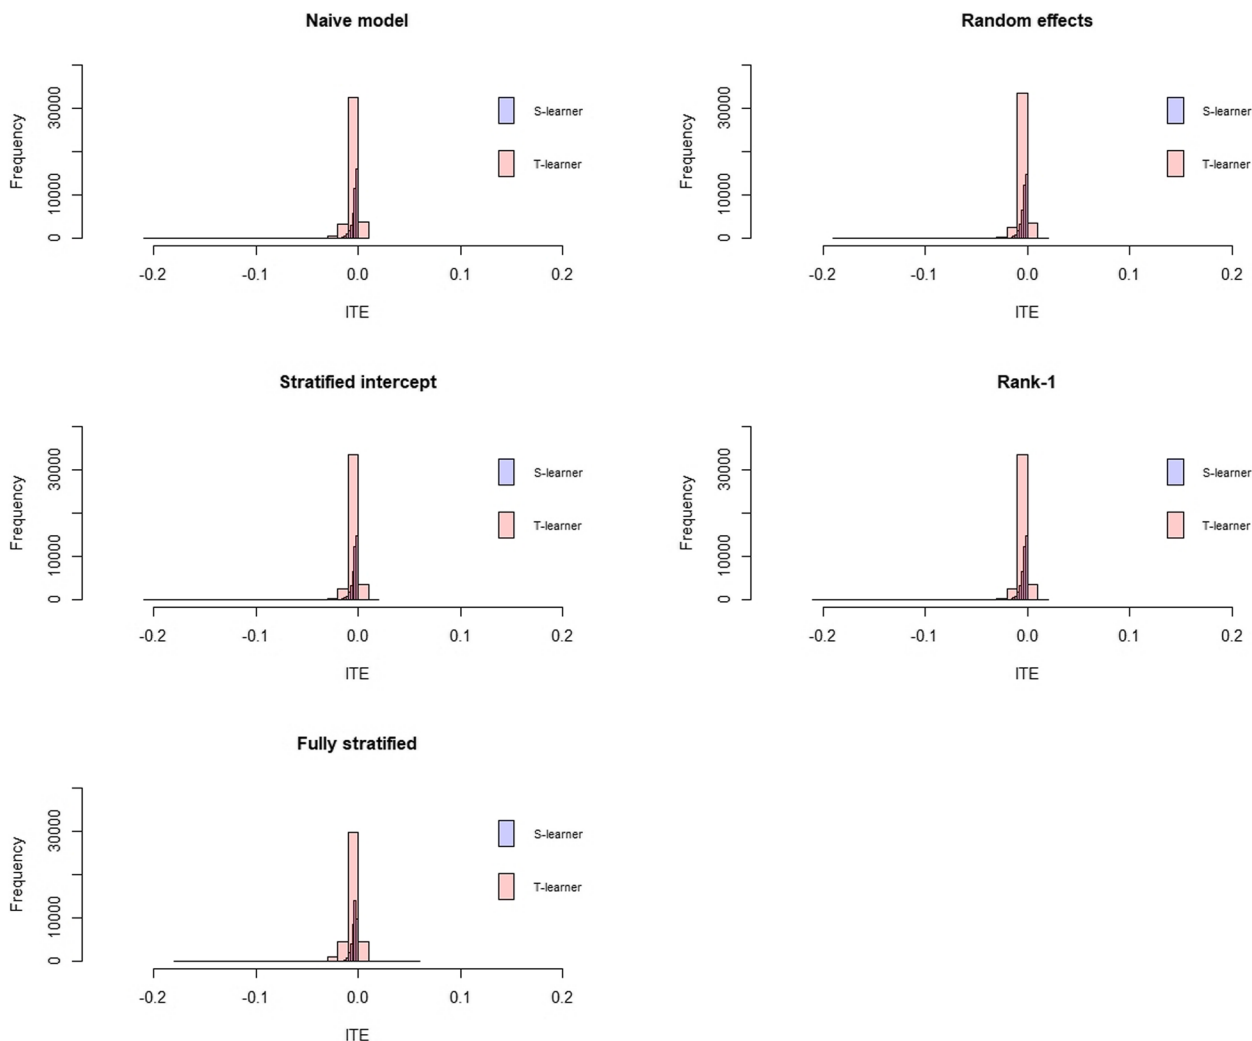 Naive model
Frequency
30000
10000
0
-0.2 -0.1 0.0 0.1 0.2
ITE
S-learner
T-learner
Random effects
Frequency
30000
10000
0
-0.2 -0.1 0.0 0.1 0.2
ITE
S-learner
T-learner
Stratified intercept
Frequency
30000
10000
0
-0.2 -0.1 0.0 0.1 0.2
ITE
S-learner
T-learner
Rank-1
Frequency
30000
10000
0
-0.2 -0.1 0.0 0.1 0.2
ITE
S-learner
T-learner
Fully stratified
Frequency
30000
10000
0
-0.2 -0.1 0.0 0.1 0.2
ITE
S-learner
T-learner